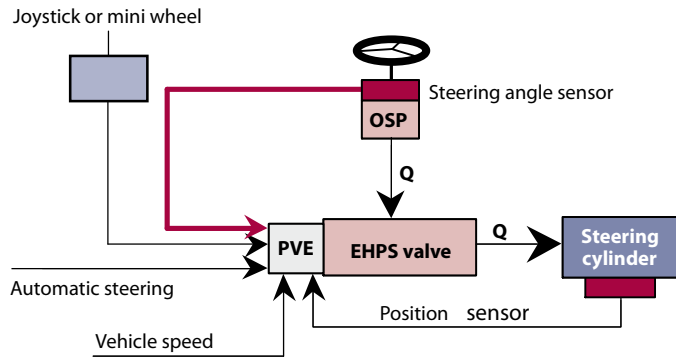 Joystick or mini wheel
Steering angle sensor
OSP
Q
PVE
EHPS valve
Q
Steering
cylinder
Automatic steering
Position sensor
Vehicle speed